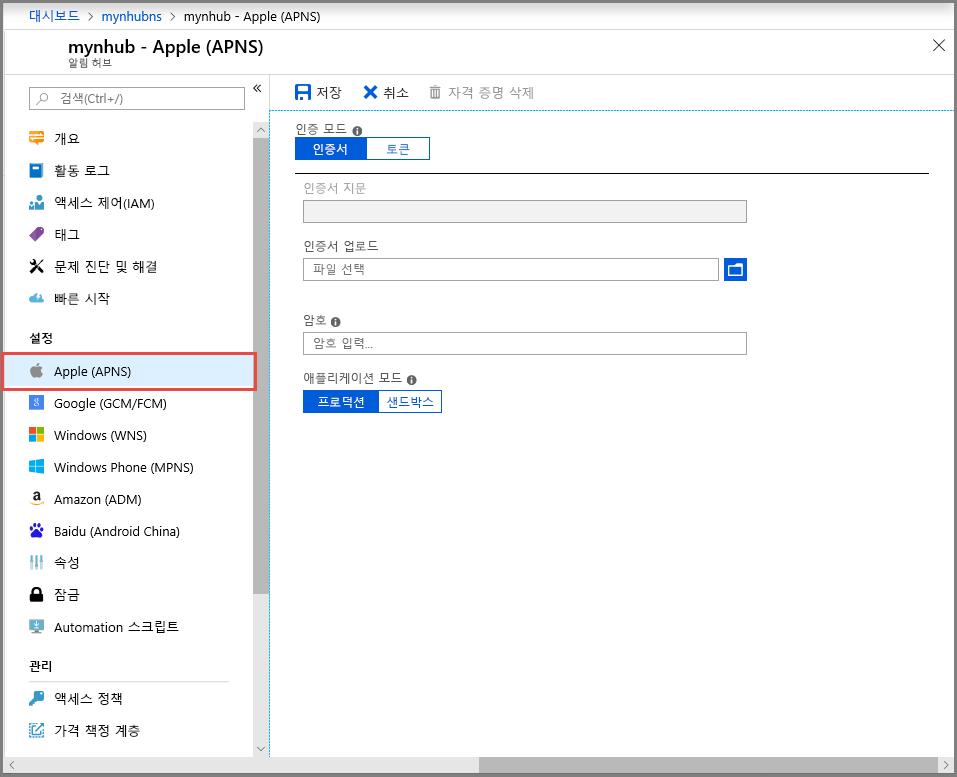 대시보드 > mynhubns > mynhub - Apple (APNS)
mynhub - Apple (APNS)
알림 허브
검색(Ctrl+/)
개요
활동 로그
액세스 제어(IAM)
태그
문제 진단 및 해결
빠른 시작
설정
Apple (APNS)
Google (GCM/FCM)
Windows (WNS)
Windows Phone (MPNS)
Amazon (ADM)
Baidu (Android China)
속성
잠금
Automation 스크립트
관리
액세스 정책
가격 책정 계층
저장 취소 자격 증명 삭제
인증 모드
인증서 토큰
인증서 지문
인증서 업로드
파일 선택
암호
암호 입력...
애플리케이션 모드
프로덕션 샌드박스